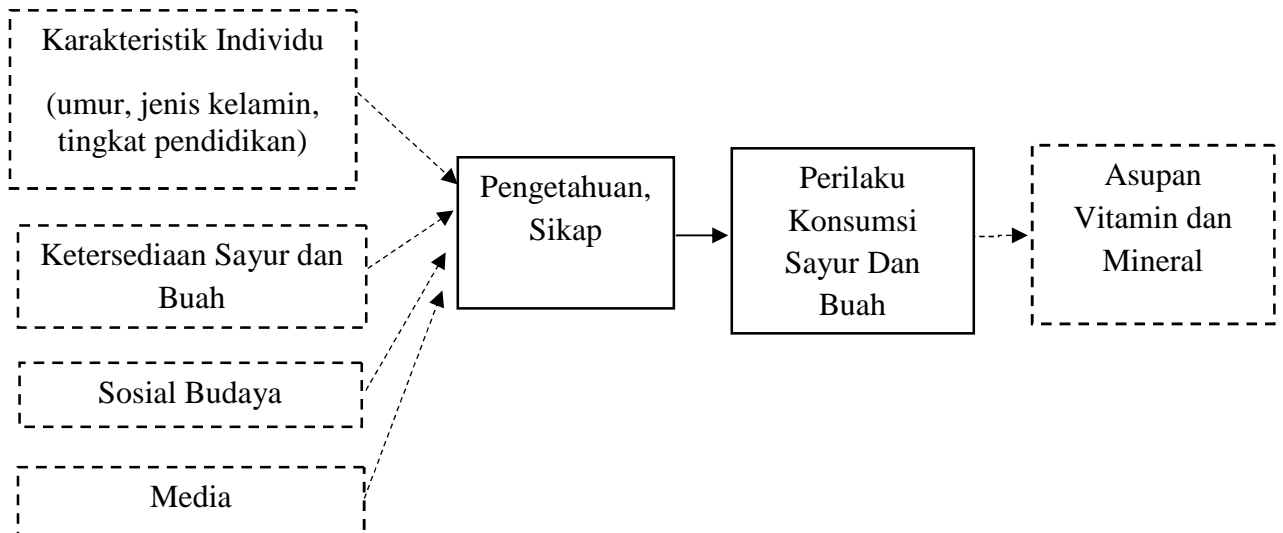 Karakteristik Individu
(umur, jenis kelamin,
tingkat pendidikan)
Ketersediaan Sayur dan
Buah
Sosial Budaya
Media
Pengetahuan,
Sikap
Perilaku
Konsumsi
Sayur Dan
Buah
Asupan
Vitamin dan
Mineral